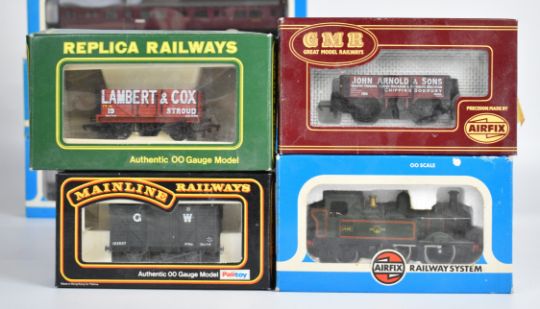 REPLICA RAILWAYS
LAMBERT & COX
STROUD
Authentic OO Gauge Model
GMR
GREAT MODEL RAILWAYS
JOHN ARNOLD & SONS
CHIPPING SODBURY
PRECISION MADE BY
AIRFIX
MAINLINE RAILWAYS
G W
Authentic OO Gauge Model
Palitoy
OO SCALE
AIRFIX
RAILWAY SYSTEM